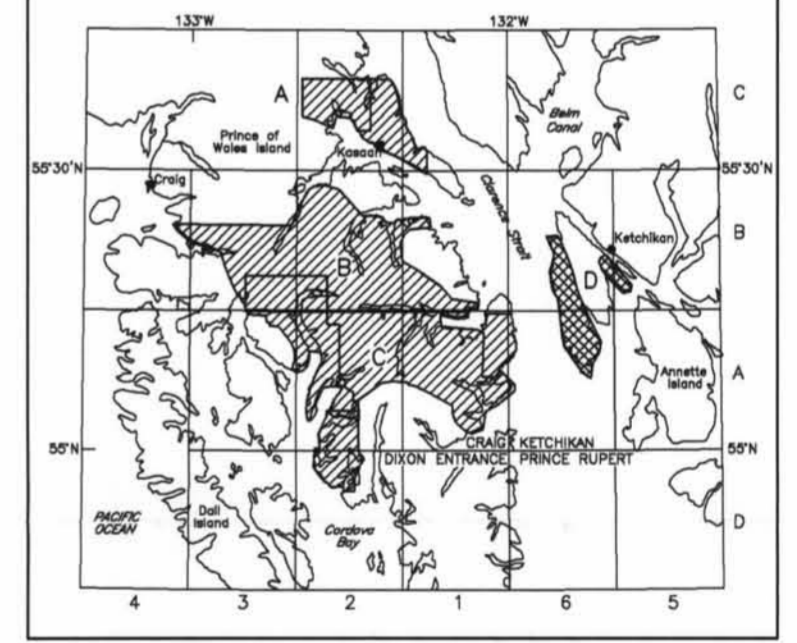 133°W 132°W
A
C
Behm
Canal
Prince of
Wales Island
Kasaan
55°30'N
55°30'N
Craig
Clarence Strait
B
Ketchikan
B
D
C
Annette
Island
A
CRAIG KETCHIKAN
55°N
55°N
DIXON ENTRANCE PRINCE RUPERT
PACIFIC
OCEAN
Dall
Island
Cordova
Bay
D
4 3 2 1 6 5